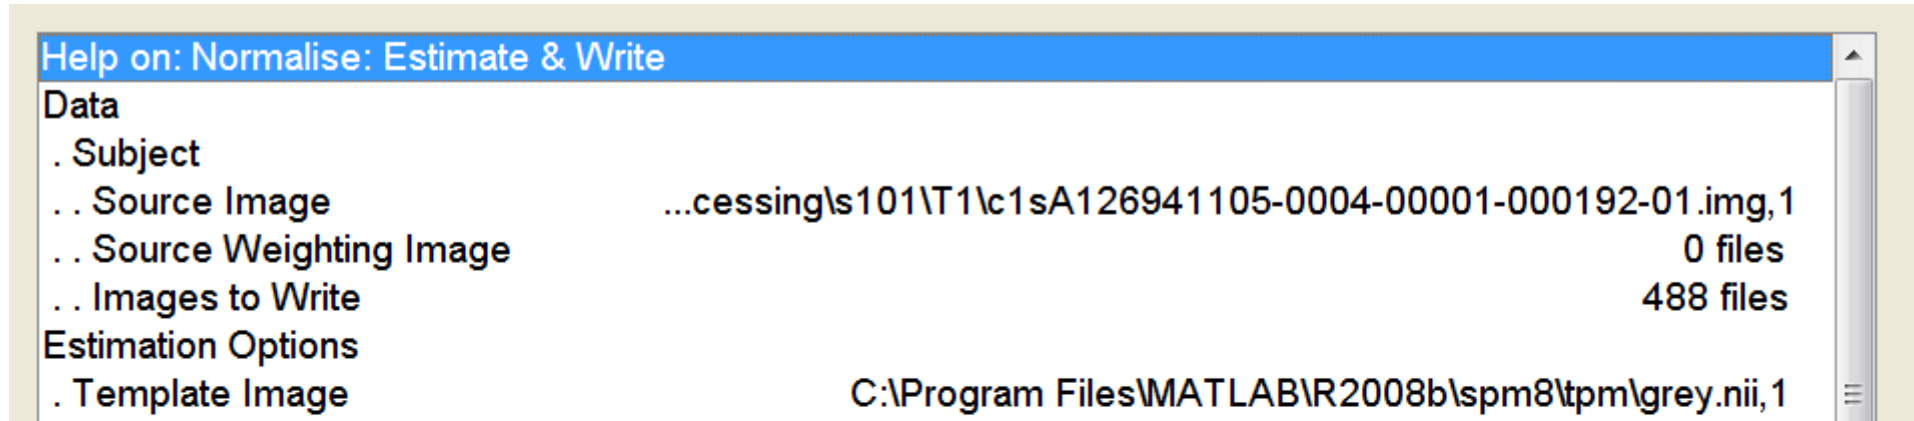 Help on: Normalise: Estimate & Write
Data
. Subject
. . Source Image ...cessing\s101\T1\c1sA126941105-0004-00001-000192-01.img,1
. . Source Weighting Image 0 files
. . Images to Write 488 files
Estimation Options
. Template Image C:\Program Files\MATLAB\R2008b\spm8\tpm\grey.nii,1